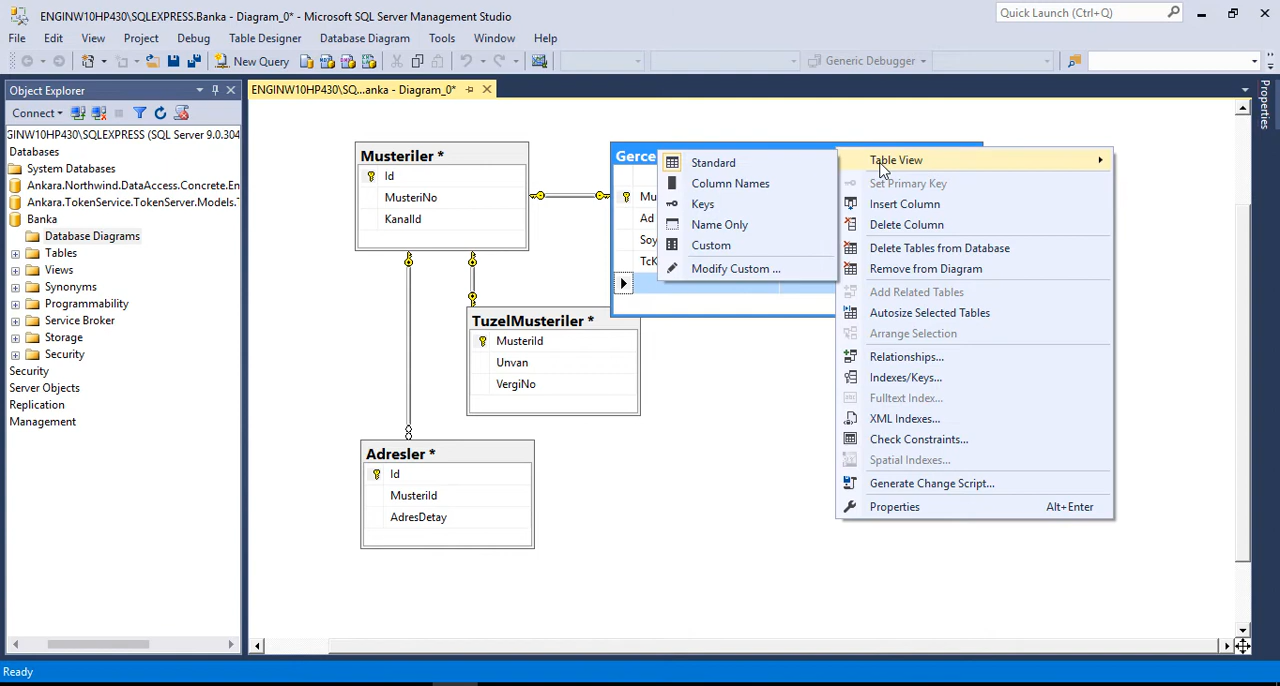 ENGINW10HP430\SQLEXPRESS.Banka - Diagram_0* - Microsoft SQL Server Management Studio
Quick Launch (Ctrl+Q)
File Edit View Project Debug Table Designer Database Diagram Tools Window Help
New Query
Generic Debugger
Object Explorer
Connect
GINW10HP430\SQLEXPRESS (SQL Server 9.0.304
Databases
System Databases
Ankara.Northwind.DataAccess.Concrete.En
Ankara.TokenService.TokenServer.Models.
Banka
Database Diagrams
Tables
Views
Synonyms
Programmability
Service Broker
Storage
Security
Security
Server Objects
Replication
Management
ENGINW10HP430\SQ...anka - Diagram_0*
Properties
Musteriler *
Id
MusteriNo
KanalId
Gerce
Mu
Ad
Soy
TcK
TuzelMusteriler *
MusteriId
Unvan
VergiNo
Adresler *
Id
MusteriId
AdresDetay
Standard
Column Names
Keys
Name Only
Custom
Modify Custom ...
Table View
Set Primary Key
Insert Column
Delete Column
Delete Tables from Database
Remove from Diagram
Add Related Tables
Autosize Selected Tables
Arrange Selection
Relationships...
Indexes/Keys...
Fulltext Index...
XML Indexes...
Check Constraints...
Spatial Indexes...
Generate Change Script...
Properties Alt+Enter
Ready